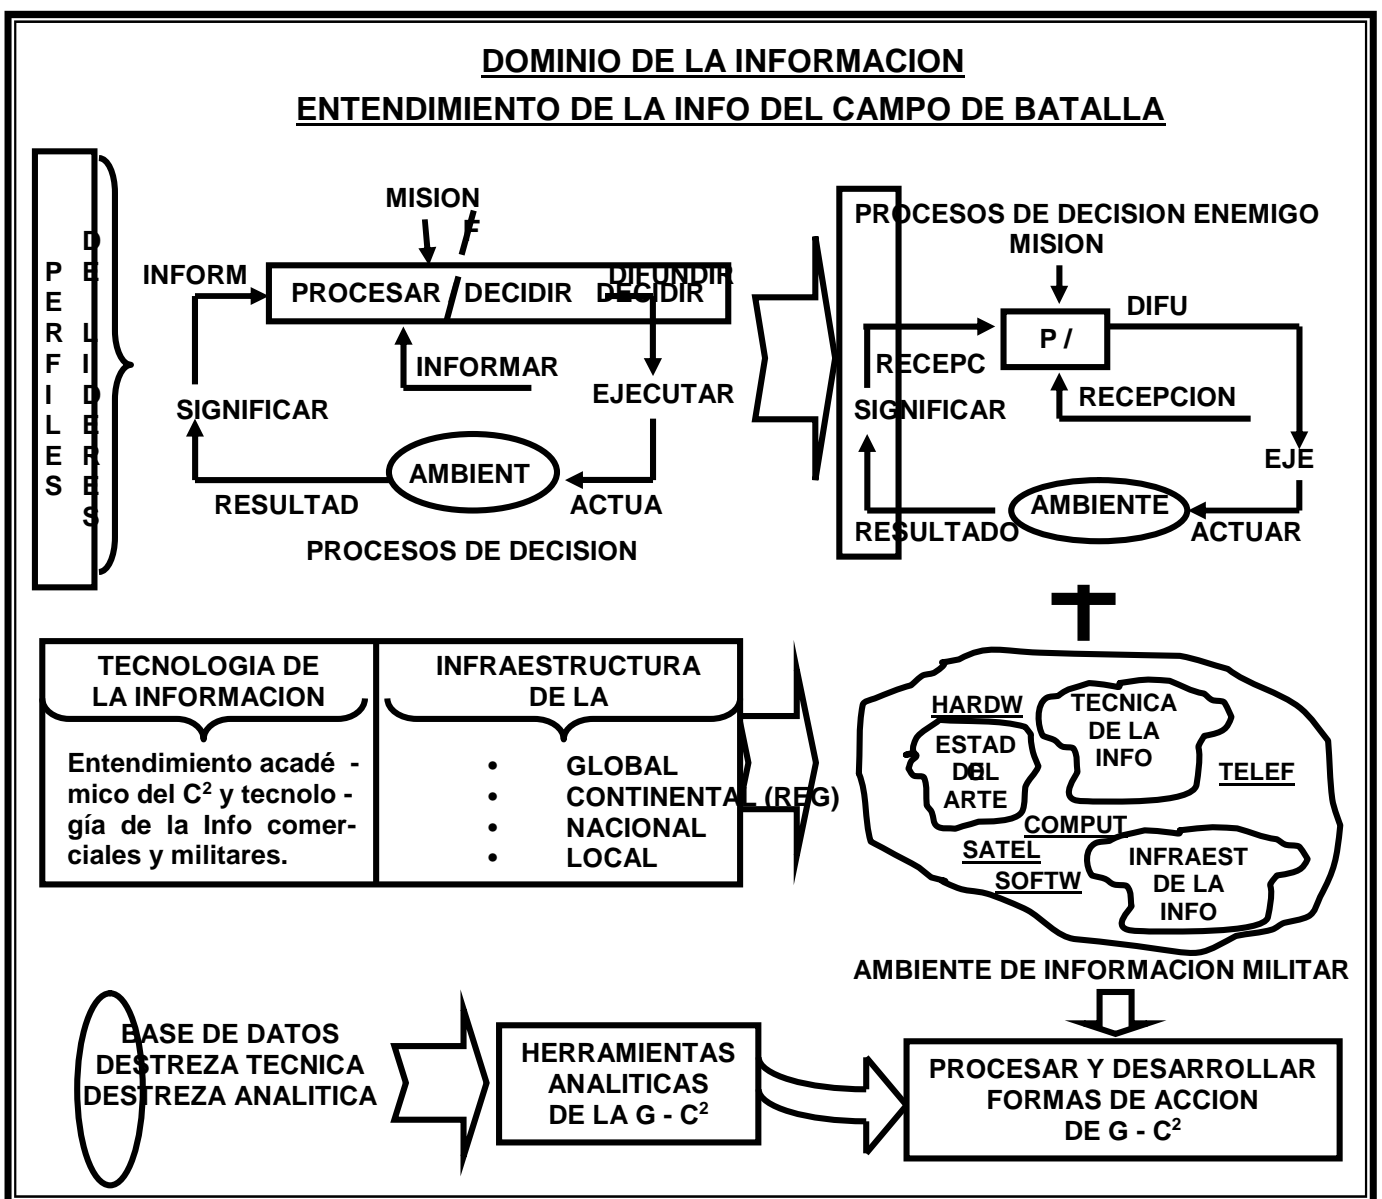 DOMINIO DE LA INFORMACION
ENTENDIMIENTO DE LA INFO DEL CAMPO DE BATALLA
PERFILES
DE LIDERES
MISION
INFORM
PROCESAR / DECIDIR DECIDIR
DIFUNDIR
INFORMAR
EJECUTAR
SIGNIFICAR
AMBIENT
RESULTAD
ACTUA
PROCESOS DE DECISION
PROCESOS DE DECISION ENEMIGO
MISION
DIFU
P /
RECEPC
RECEPCION
SIGNIFICAR
EJE
AMBIENTE
RESULTADO
ACTUAR
TECNOLOGIA DE
LA INFORMACION
Entendimiento acadé -
mico del C² y tecnolo -
gía de la Info comer-
ciales y militares.
INFRAESTRUCTURA
DE LA
• GLOBAL
• CONTINENTAL (REG)
• NACIONAL
• LOCAL
HARDW
TECNICA
DE LA
INFO
ESTAD
DEL
ARTE
TELEF
COMPUT
SATEL
SOFTW
INFRAEST
DE LA
INFO
AMBIENTE DE INFORMACION MILITAR
BASE DE DATOS
DESTREZA TECNICA
DESTREZA ANALITICA
HERRAMIENTAS
ANALITICAS
DE LA G - C²
PROCESAR Y DESARROLLAR
FORMAS DE ACCION
DE G - C²